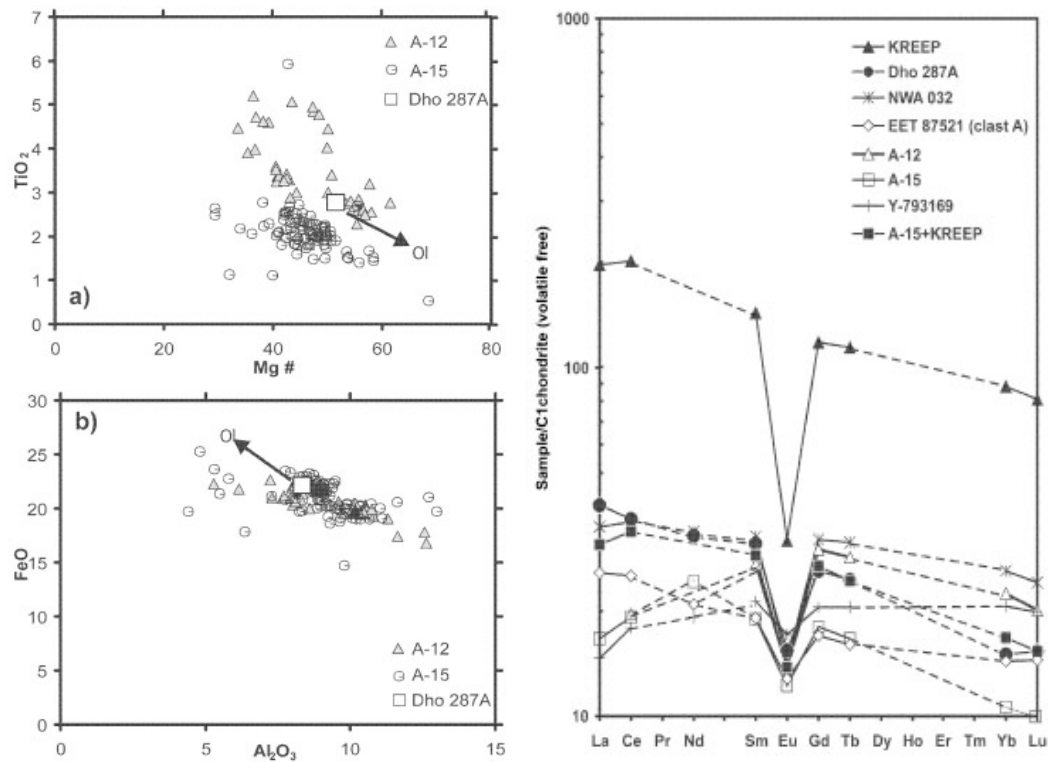 7
6
5
4
3
2
1
0
TiO₂
A-12
A-15
Dho 287A
Ol
a)
0 20 40 60 80
Mg #
30
25
20
15
10
5
0
FeO
b)
Ol
A-12
A-15
Dho 287A
0 5 10 15
Al₂O₃
1000
100
10
Sample/C1chondrite (volatile free)
KREEP
Dho 287A
NWA 032
EET 87521 (clast A)
A-12
A-15
Y-793169
A-15+KREEP
La Ce Pr Nd Sm Eu Gd Tb Dy Ho Er Tm Yb Lu